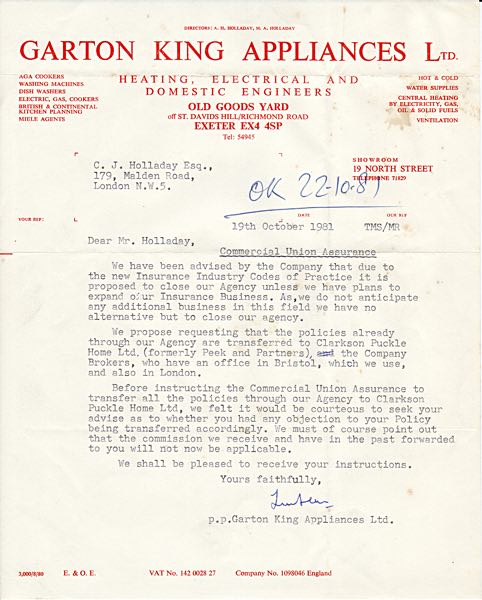 DIRECTORS: A. H. HOLLADAY, M. A. HOLLADAY
GARTON KING APPLIANCES LTD.
HEATING, ELECTRICAL AND
DOMESTIC ENGINEERS
OLD GOODS YARD
off ST. DAVIDS HILL/RICHMOND ROAD
EXETER EX4 4SP
Tel: 54945
AGA COOKERS
WASHING MACHINES
DISH WASHERS
ELECTRIC, GAS, COOKERS
BRITISH & CONTINENTAL
KITCHEN PLANNING
MIELE AGENTS
HOT & COLD
WATER SUPPLIES
CENTRAL HEATING
BY ELECTRICITY, GAS,
OIL & SOLID FUELS
VENTILATION
C. J. Holladay Esq.,
179, Malden Road,
London N.W.5.
SHOWROOM
19 NORTH STREET
TELEPHONE 71829
OK 22-10-81
YOUR REF:
DATE
OUR REF
19th October 1981
TMS/MR
Dear Mr. Holladay,
Commercial Union Assurance
We have been advised by the Company that due to
the new Insurance Industry Codes of Practice it is
proposed to close our Agency unless we have plans to
expand our Insurance Business. As, we do not anticipate
any additional business in this field we have no
alternative but to close our agency.
We propose requesting that the policies already
through our Agency are transferred to Clarkson Puckle
Home Ltd. (formerly Peek and Partners), and the Company
Brokers, who have an office in Bristol, which we use,
and also in London.
Before instructing the Commercial Union Assurance to
transfer all the policies through our Agency to Clarkson
Puckle Home Ltd, we felt it would be courteous to seek your
advise as to whether you had any objection to your Policy
being transferred accordingly. We must of course point out
that the commission we receive and have in the past forwarded
to you will not now be applicable.
We shall be pleased to receive your instructions.
Yours faithfully,
p.p.Garton King Appliances Ltd.
3,000/8/80
E. & O. E.
VAT No. 142 0028 27
Company No. 1098046 England